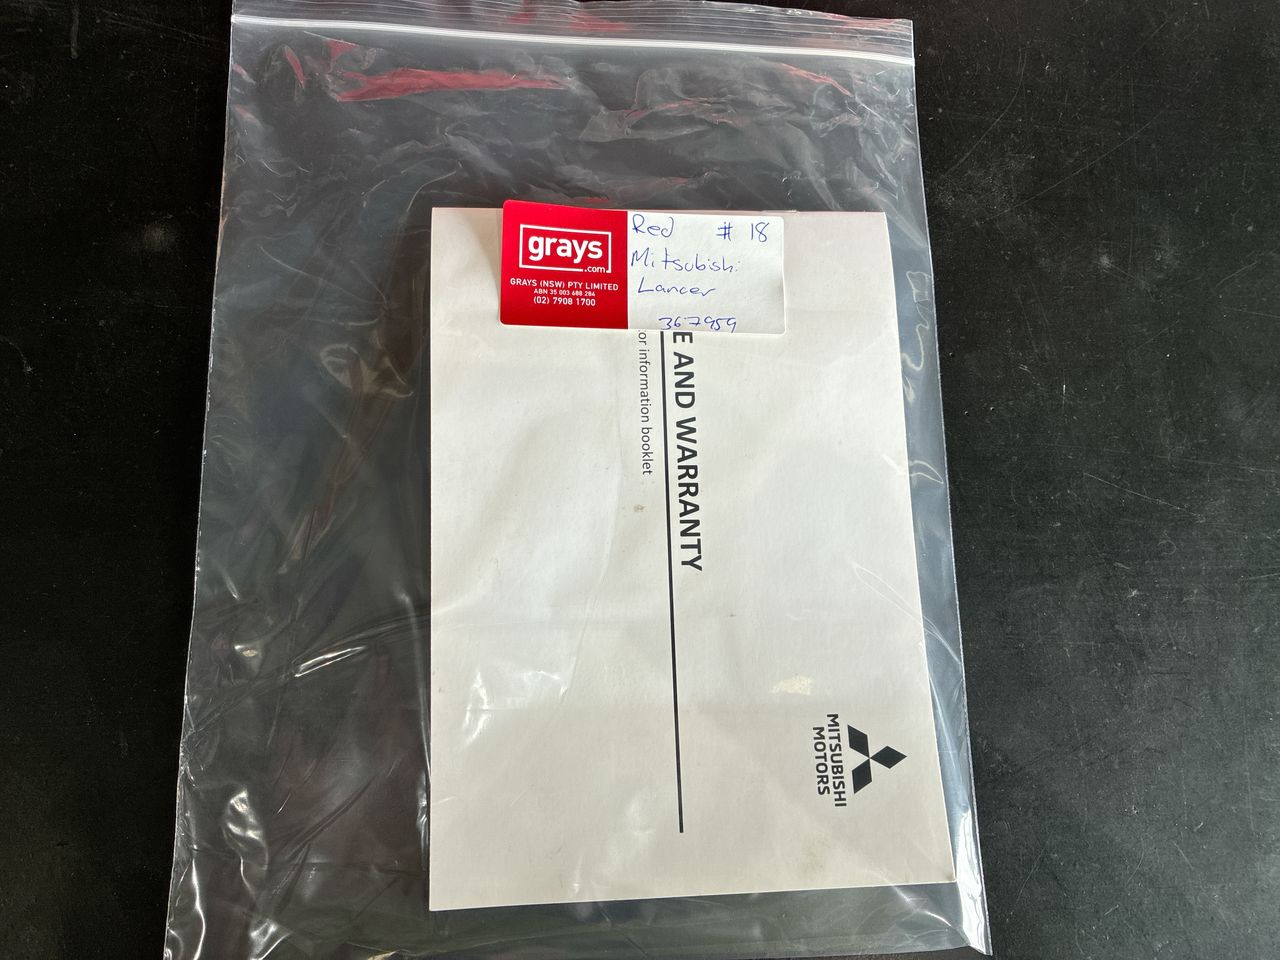 grays
.com
GRAYS (NSW) PTY LIMITED
ABN 35 003 688 284
(02) 7908 1700
Red # 18
Mitsubishi
Lancer
367959
E AND WARRANTY
or information booklet
MITSUBISHI
MOTORS